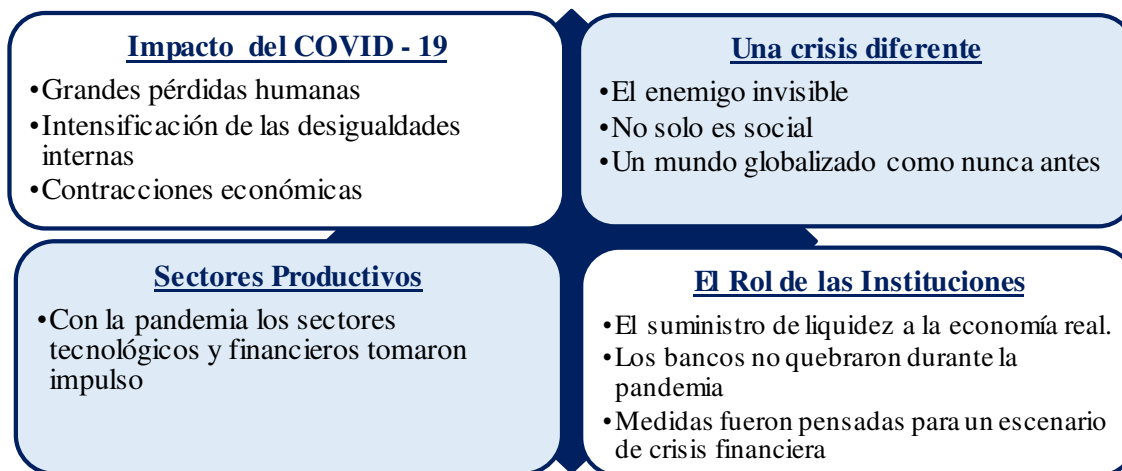 Impacto del COVID - 19
•Grandes pérdidas humanas
•Intensificación de las desigualdades
internas
•Contracciones económicas
Una crisis diferente
•El enemigo invisible
•No solo es social
•Un mundo globalizado como nunca antes
Sectores Productivos
•Con la pandemia los sectores
tecnológicos y financieros tomaron
impulso
El Rol de las Instituciones
•El suministro de liquidez a la economía real.
•Los bancos no quebraron durante la
pandemia
•Medidas fueron pensadas para un escenario
de crisis financiera